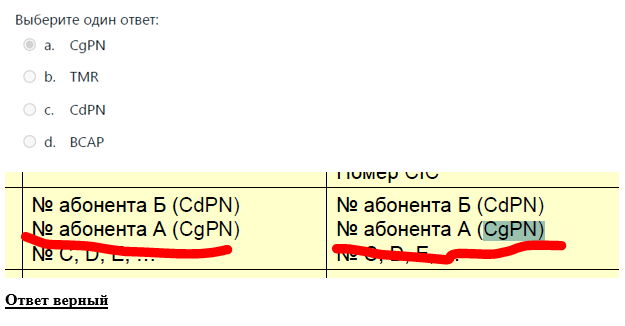 Выберите один ответ:
a. CgPN
b. TMR
c. CdPN
d. BCAP
Номер CIC
№ абонента Б (CdPN)
№ абонента А (CgPN)
№ C, D, E, ...
№ абонента Б (CdPN)
№ абонента А (CgPN)
№ C, D, E, ...
Ответ верный